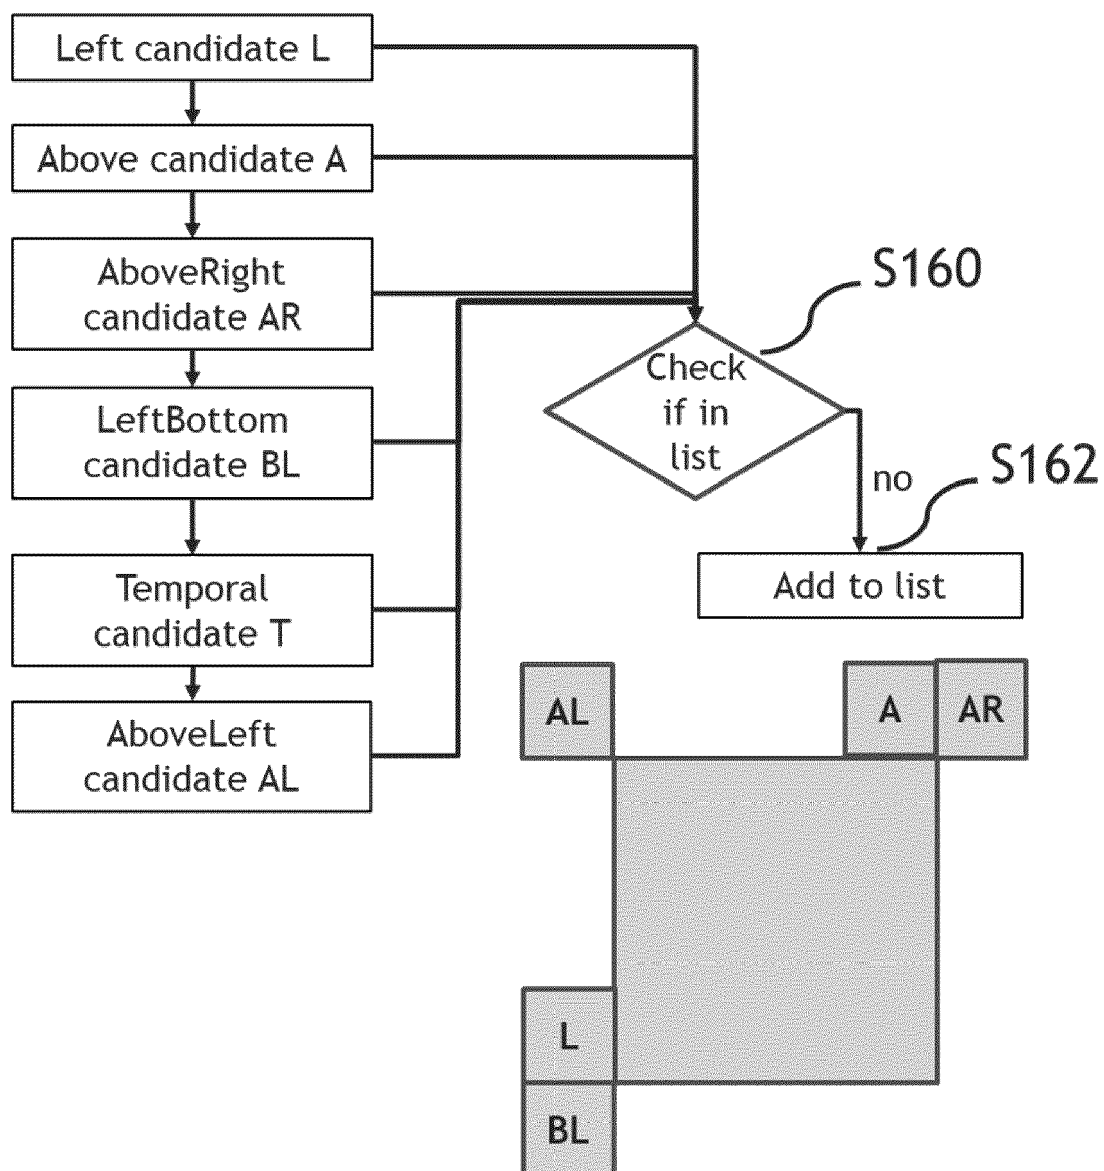 Left candidate L
Above candidate A
AboveRight
candidate AR
LeftBottom
candidate BL
Temporal
candidate T
AboveLeft
candidate AL
S160
Check
if in
list
no
S162
Add to list
AL
A
AR
L
BL